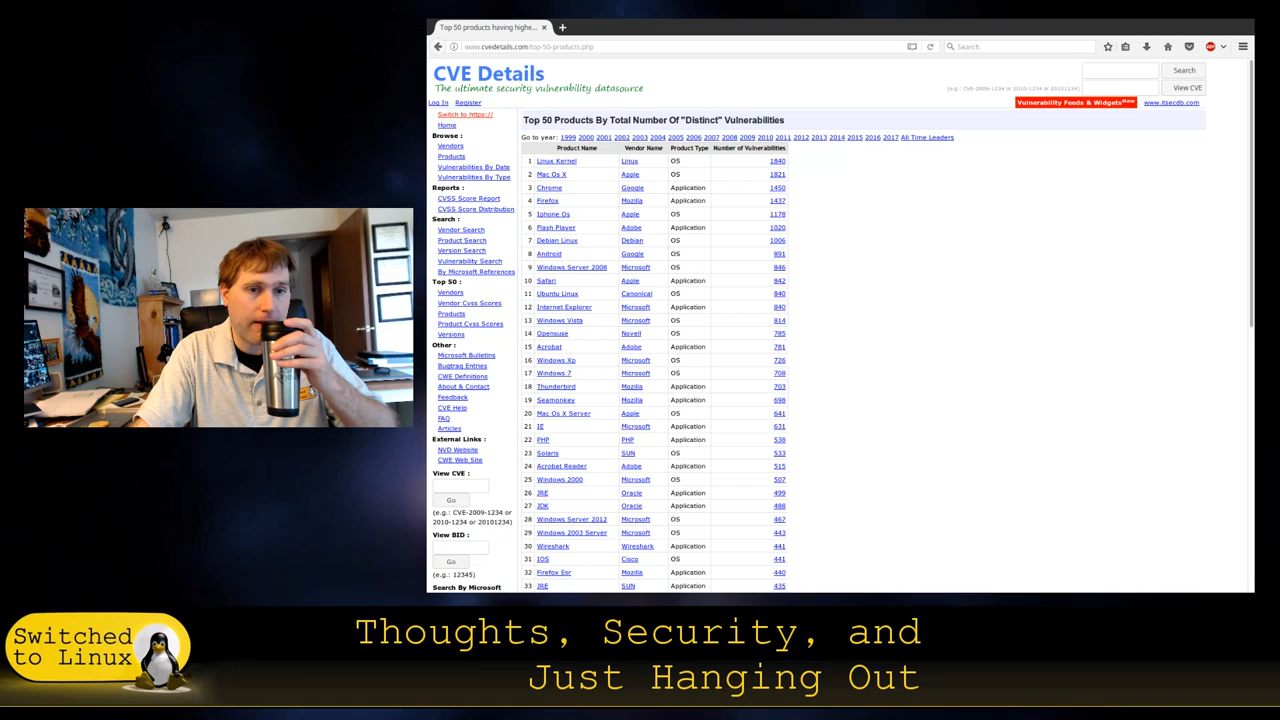 Top 50 products having highe...
www.cvedetails.com/top-50-products.php
Search
CVE Details
The ultimate security vulnerability datasource
Search
(e.g.: CVE-2009-1234 or 2010-1234 or 20101234)
View CVE
Log In Register
Vulnerability Feeds & WidgetsNew
www.itsecdb.com
Switch to https://
Home
Browse :
Vendors
Products
Vulnerabilities By Date
Vulnerabilities By Type
Reports :
CVSS Score Report
CVSS Score Distribution
Search :
Vendor Search
Product Search
Version Search
Vulnerability Search
By Microsoft References
Top 50 :
Vendors
Vendor Cvss Scores
Products
Product Cvss Scores
Versions
Other :
Microsoft Bulletins
Bugtraq Entries
CWE Definitions
About & Contact
Feedback
CVE Help
FAQ
Articles
External Links :
NVD Website
CWE Web Site
View CVE :
Go
(e.g.: CVE-2009-1234 or
2010-1234 or 20101234)
View BID :
Go
(e.g.: 12345)
Search By Microsoft
Top 50 Products By Total Number Of "Distinct" Vulnerabilities
Go to year: 1999 2000 2001 2002 2003 2004 2005 2006 2007 2008 2009 2010 2011 2012 2013 2014 2015 2016 2017 All Time Leaders
Product Name Vendor Name Product Type Number of Vulnerabilities
1 Linux Kernel Linux OS 1840
2 Mac Os X Apple OS 1821
3 Chrome Google Application 1450
4 Firefox Mozilla Application 1437
5 Iphone Os Apple OS 1178
6 Flash Player Adobe Application 1020
7 Debian Linux Debian OS 1006
8 Android Google OS 891
9 Windows Server 2008 Microsoft OS 846
10 Safari Apple Application 842
11 Ubuntu Linux Canonical OS 840
12 Internet Explorer Microsoft Application 840
13 Windows Vista Microsoft OS 814
14 Opensuse Novell OS 785
15 Acrobat Adobe Application 781
16 Windows Xp Microsoft OS 726
17 Windows 7 Microsoft OS 708
18 Thunderbird Mozilla Application 703
19 Seamonkey Mozilla Application 698
20 Mac Os X Server Apple OS 641
21 IE Microsoft Application 631
22 PHP PHP Application 538
23 Solaris SUN OS 533
24 Acrobat Reader Adobe Application 515
25 Windows 2000 Microsoft OS 507
26 JRE Oracle Application 499
27 JDK Oracle Application 488
28 Windows Server 2012 Microsoft OS 467
29 Windows 2003 Server Microsoft OS 443
30 Wireshark Wireshark Application 441
31 IOS Cisco OS 441
32 Firefox Esr Mozilla Application 440
33 JRE SUN Application 435
Switched
to Linux
Thoughts, Security, and
Just Hanging Out